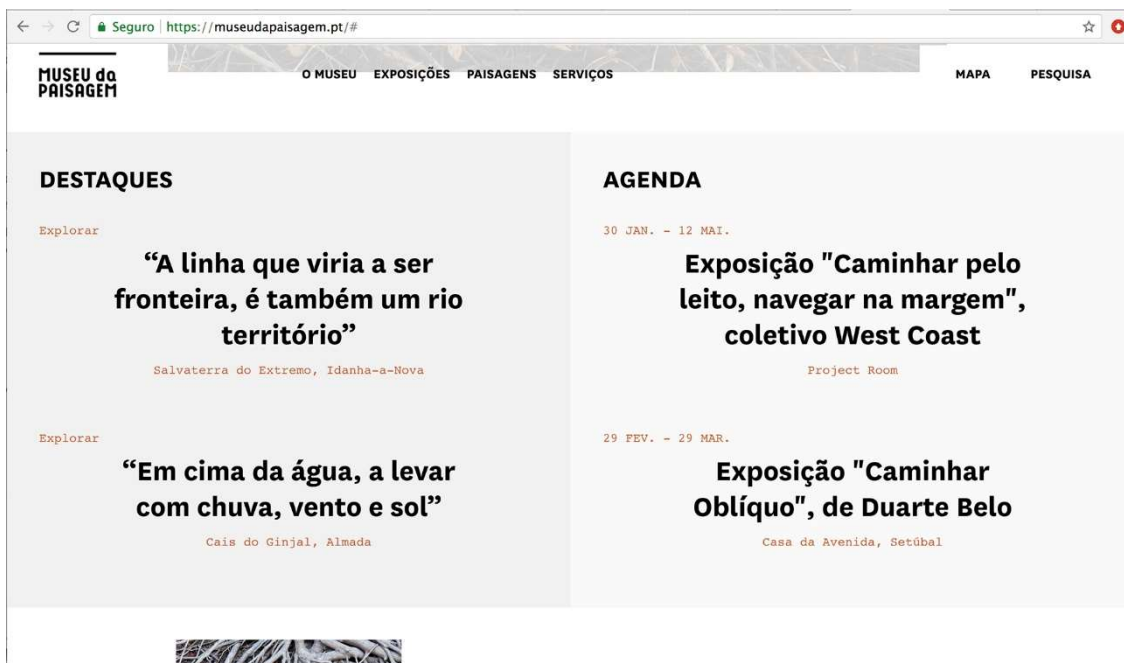 Seguro | https://museudapaisagem.pt/#
MUSEU da
PAISAGEM
O MUSEU EXPOSIÇÕES PAISAGENS SERVIÇOS
MAPA PESQUISA
DESTAQUES
Explorar
“A linha que viria a ser
fronteira, é também um rio
território”
Salvaterra do Extremo, Idanha-a-Nova
Explorar
“Em cima da água, a levar
com chuva, vento e sol”
Cais do Ginjal, Almada
AGENDA
30 JAN. - 12 MAI.
Exposição "Caminhar pelo
leito, navegar na margem",
coletivo West Coast
Project Room
29 FEV. - 29 MAR.
Exposição "Caminhar
Oblíquo", de Duarte Belo
Casa da Avenida, Setúbal